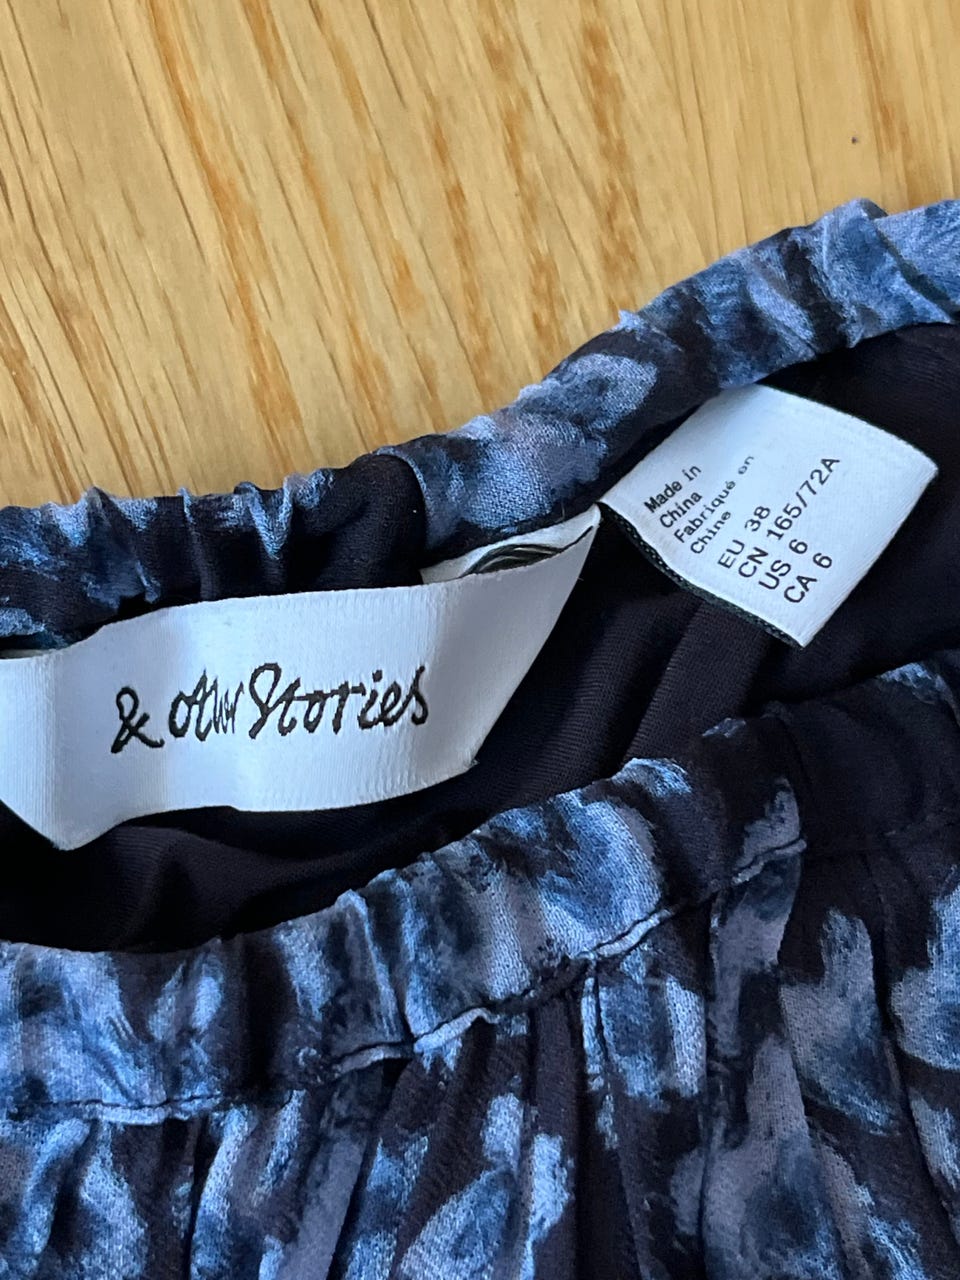 & other Stories
Made in
China
Fabriqué en
Chine
EU 38
CN 165/72A
US 6
CA 6